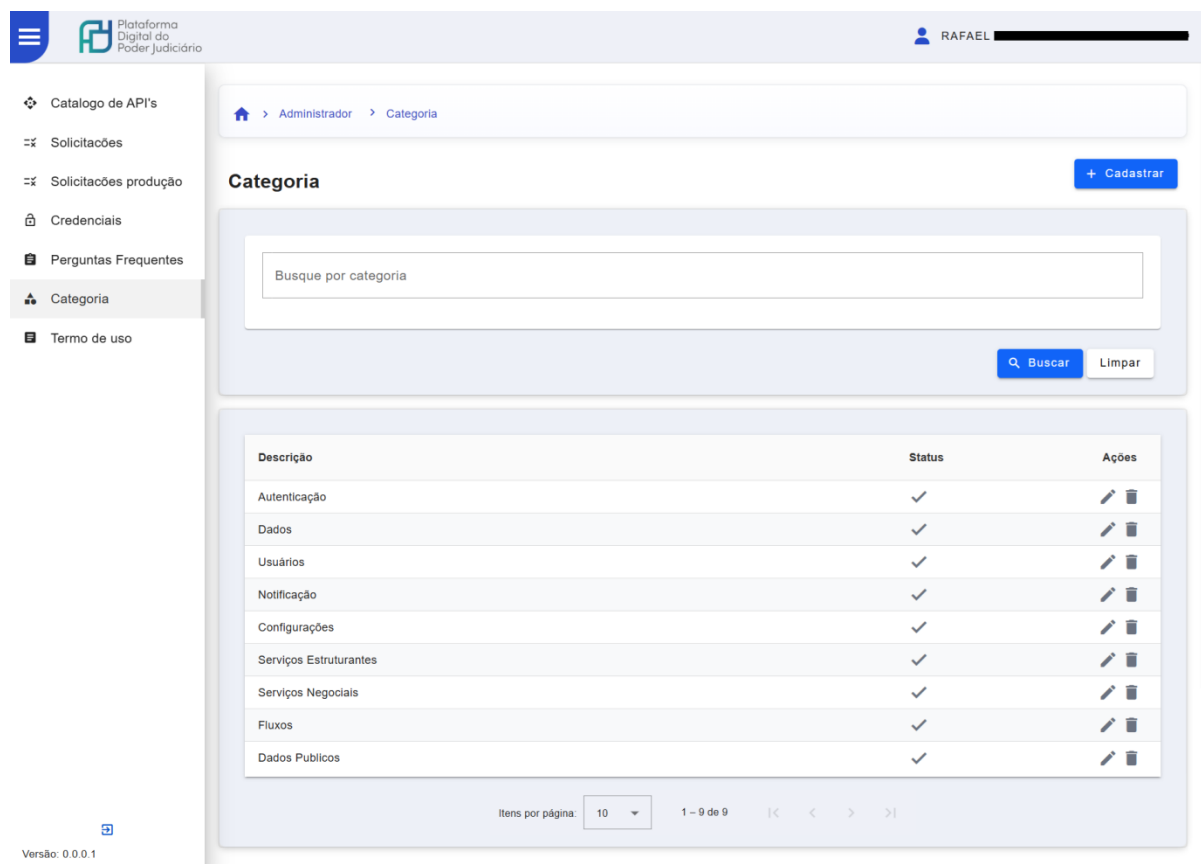 Plataforma
Digital do
Poder Judiciário
RAFAEL
Catalogo de API's
Solicitacões
Solicitacões produção
Credenciais
Perguntas Frequentes
Categoria
Termo de uso
Versão: 0.0.0.1
Administrador > Categoria
Categoria
+ Cadastrar
Busque por categoria
Buscar Limpar
Descrição Status Ações
Autenticação
Dados
Usuários
Notificação
Configurações
Serviços Estruturantes
Serviços Negociais
Fluxos
Dados Publicos
Itens por página: 10 1 – 9 de 9